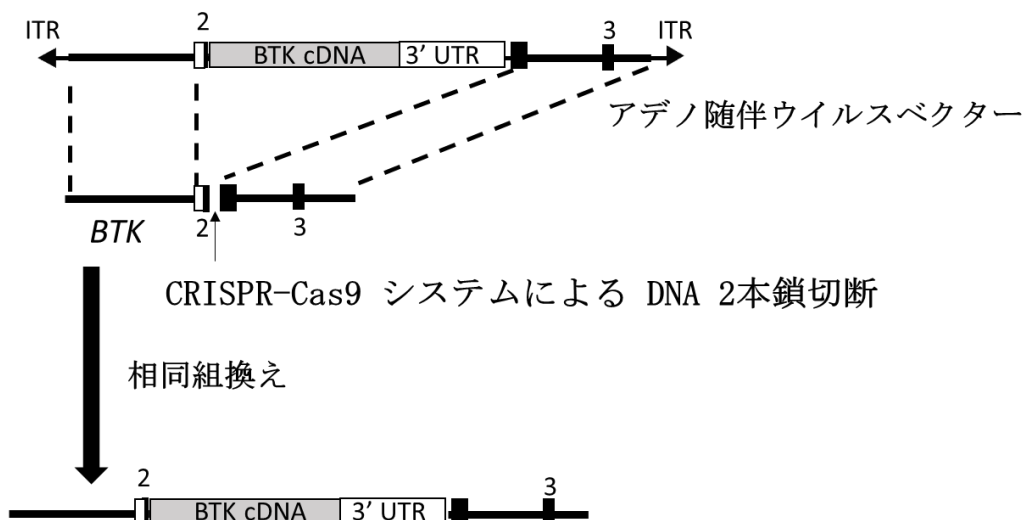 ITR 2 3 ITR
BTK cDNA 3' UTR
アデノ随伴ウイルスベクター
BTK 2 3
CRISPR-Cas9 システムによる DNA 2本鎖切断
相同組換え
2 3
BTK cDNA 3' UTR